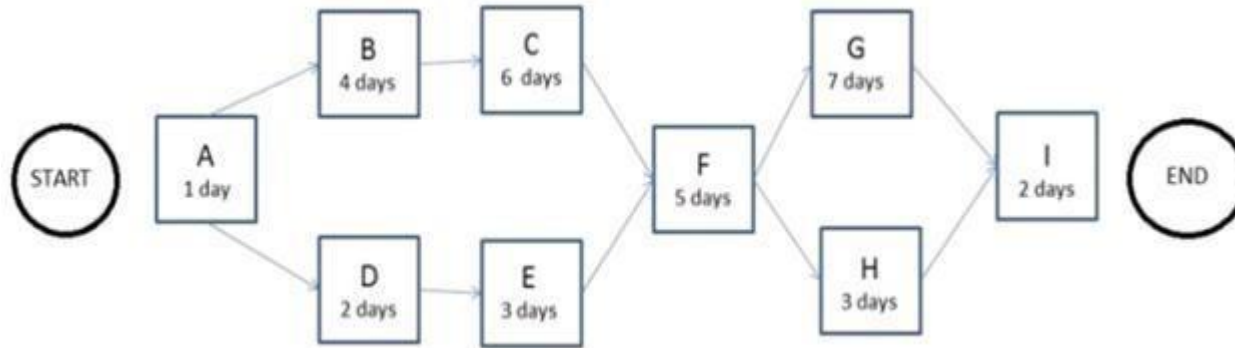 START
A
1 day
B
4 days
C
6 days
D
2 days
E
3 days
F
5 days
G
7 days
H
3 days
I
2 days
END